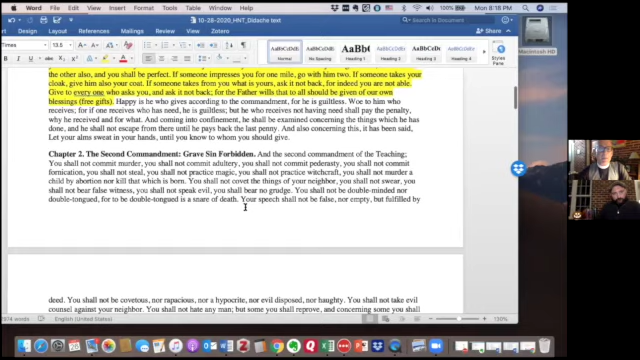 Word File Edit View Insert Format Font Tools Table Window Help
100% Mon 8:18 PM
10-28-2020_HNT_Didache text
Draw Design Layout References Mailings Review View Zotero
Share
Times 13.5
AaBbCcDdEe AaBbCcDdEe AaBbC AaBbC AaBbCcD AaBbCcDdEe
Normal No Spacing Heading 1 Heading 2 Heading 3 Heading 4
Styles Pane
Macintosh HD
the other also, and you shall be perfect. If someone impresses you for one mile, go with him two. If someone takes your
cloak, give him also your coat. If someone takes from you what is yours, ask it not back, for indeed you are not able.
Give to every one who asks you, and ask it not back; for the Father wills that to all should be given of our own
blessings (free gifts). Happy is he who gives according to the commandment, for he is guiltless. Woe to him who
receives; for if one receives who has need, he is guiltless; but he who receives not having need shall pay the penalty,
why he received and for what. And coming into confinement, he shall be examined concerning the things which he has
done, and he shall not escape from there until he pays back the last penny. And also concerning this, it has been said,
Let your alms sweat in your hands, until you know to whom you should give.
Chapter 2. The Second Commandment: Grave Sin Forbidden. And the second commandment of the Teaching;
You shall not commit murder, you shall not commit adultery, you shall not commit pederasty, you shall not commit
fornication, you shall not steal, you shall not practice magic, you shall not practice witchcraft, you shall not murder a
child by abortion nor kill that which is born. You shall not covet the things of your neighbor, you shall not swear, you
shall not bear false witness, you shall not speak evil, you shall bear no grudge. You shall not be double-minded nor
double-tongued, for to be double-tongued is a snare of death. Your speech shall not be false, nor empty, but fulfilled by
deed. You shall not be covetous, nor rapacious, nor a hypocrite, nor evil disposed, nor haughty. You shall not take evil
counsel against your neighbor. You shall not hate any man; but some you shall reprove, and concerning some you shall
English (United States)
Focus
130%